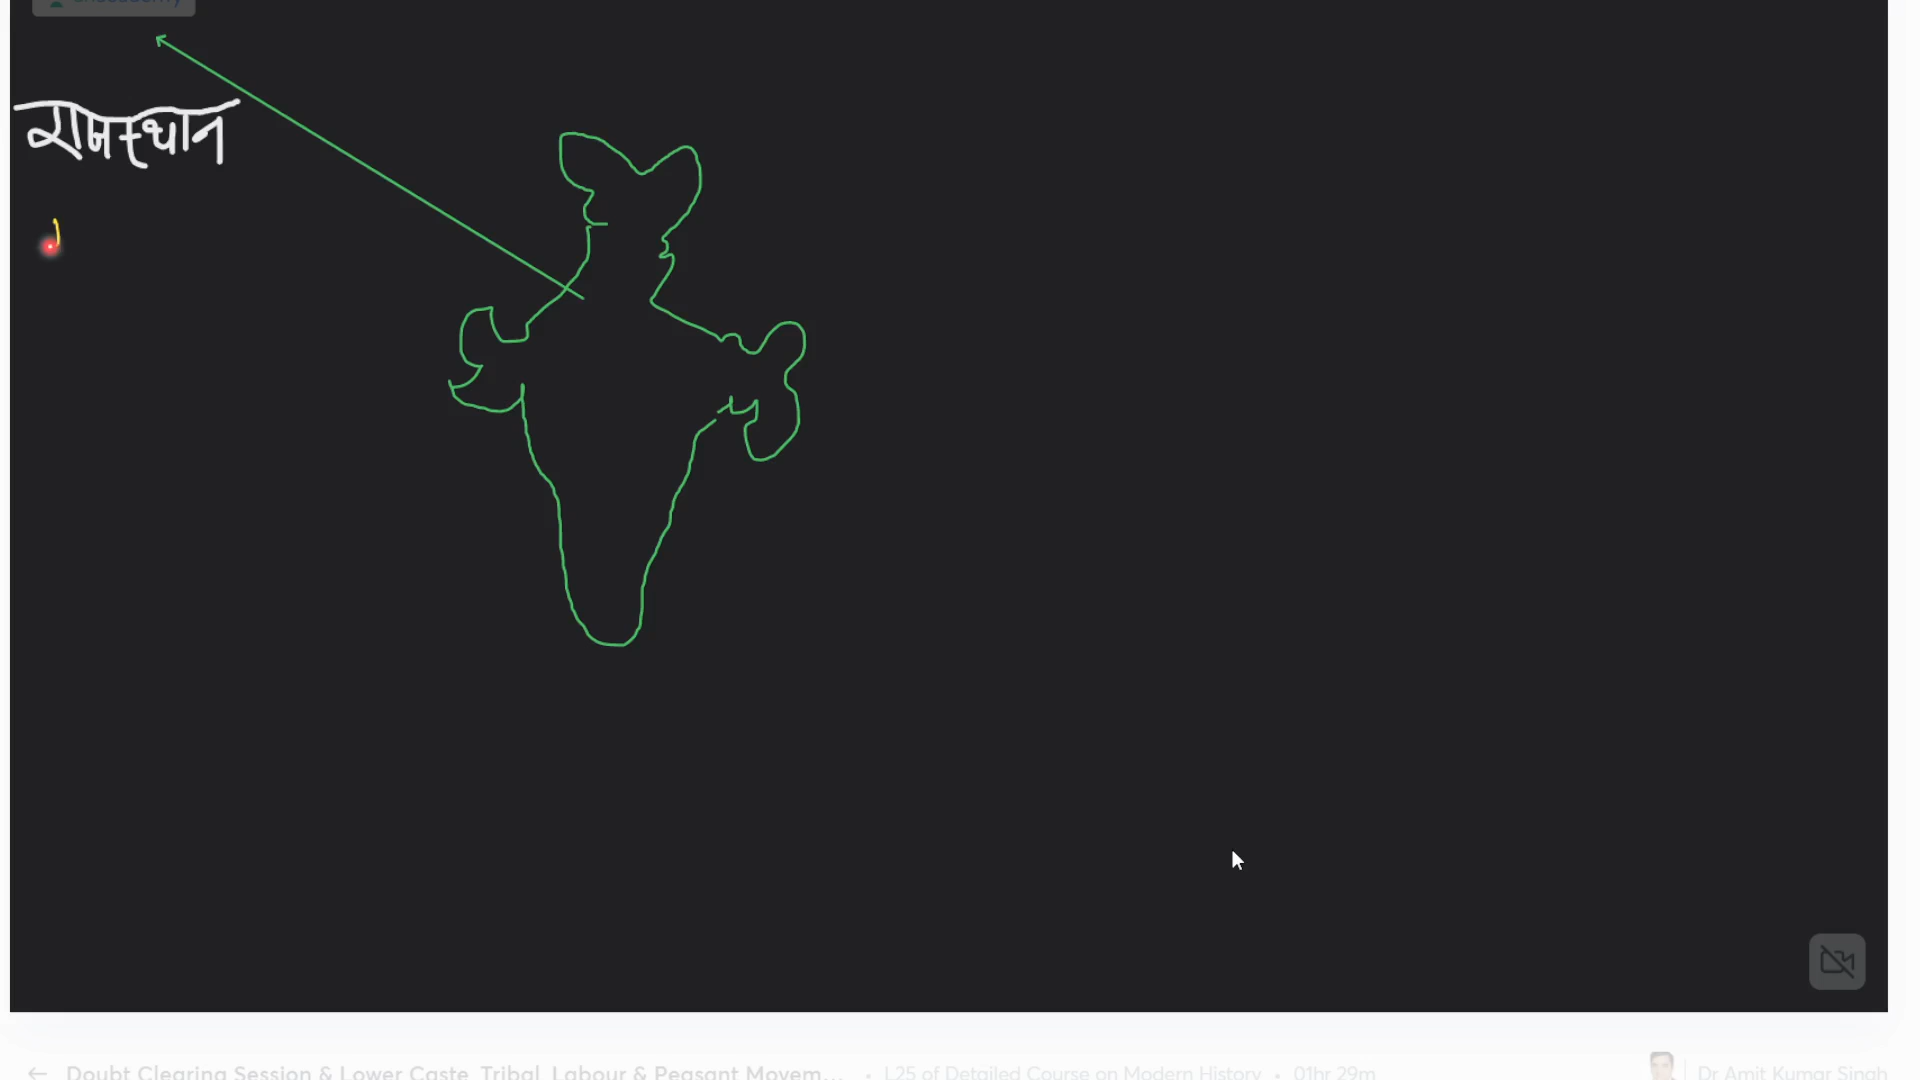 राजस्थान
Doubt Clearing Session & Lower Caste, Tribal, Labour & Peasant Movem... • L25 of Detailed Course on Modern History • 01hr 29m
Dr Amit Kumar Singh